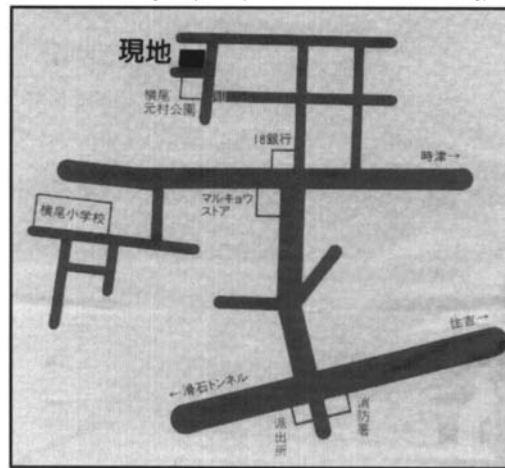 現地
横尾
元村公園
18銀行
時津→
マルキョウ
ストア
横尾小学校
住吉→
←滑石トンネル
派出所
消防署